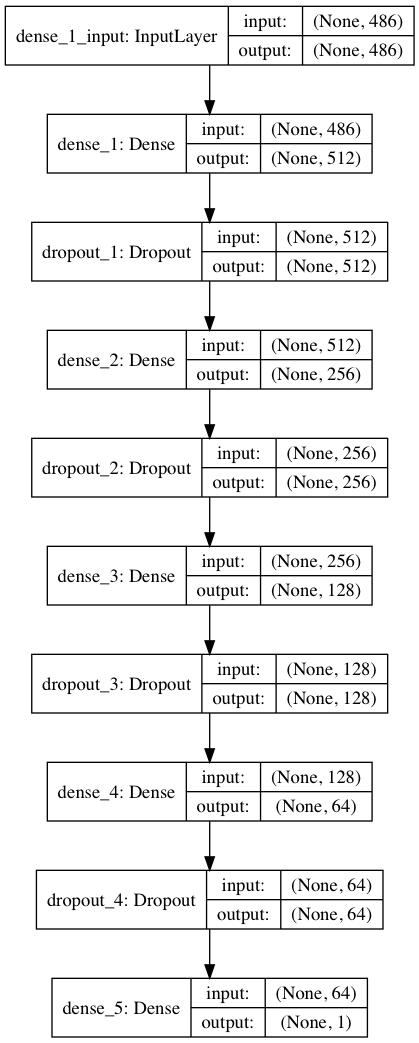 dense_1_input: InputLayer
input: (None, 486)
output: (None, 486)
dense_1: Dense
input: (None, 486)
output: (None, 512)
dropout_1: Dropout
input: (None, 512)
output: (None, 512)
dense_2: Dense
input: (None, 512)
output: (None, 256)
dropout_2: Dropout
input: (None, 256)
output: (None, 256)
dense_3: Dense
input: (None, 256)
output: (None, 128)
dropout_3: Dropout
input: (None, 128)
output: (None, 128)
dense_4: Dense
input: (None, 128)
output: (None, 64)
dropout_4: Dropout
input: (None, 64)
output: (None, 64)
dense_5: Dense
input: (None, 64)
output: (None, 1)